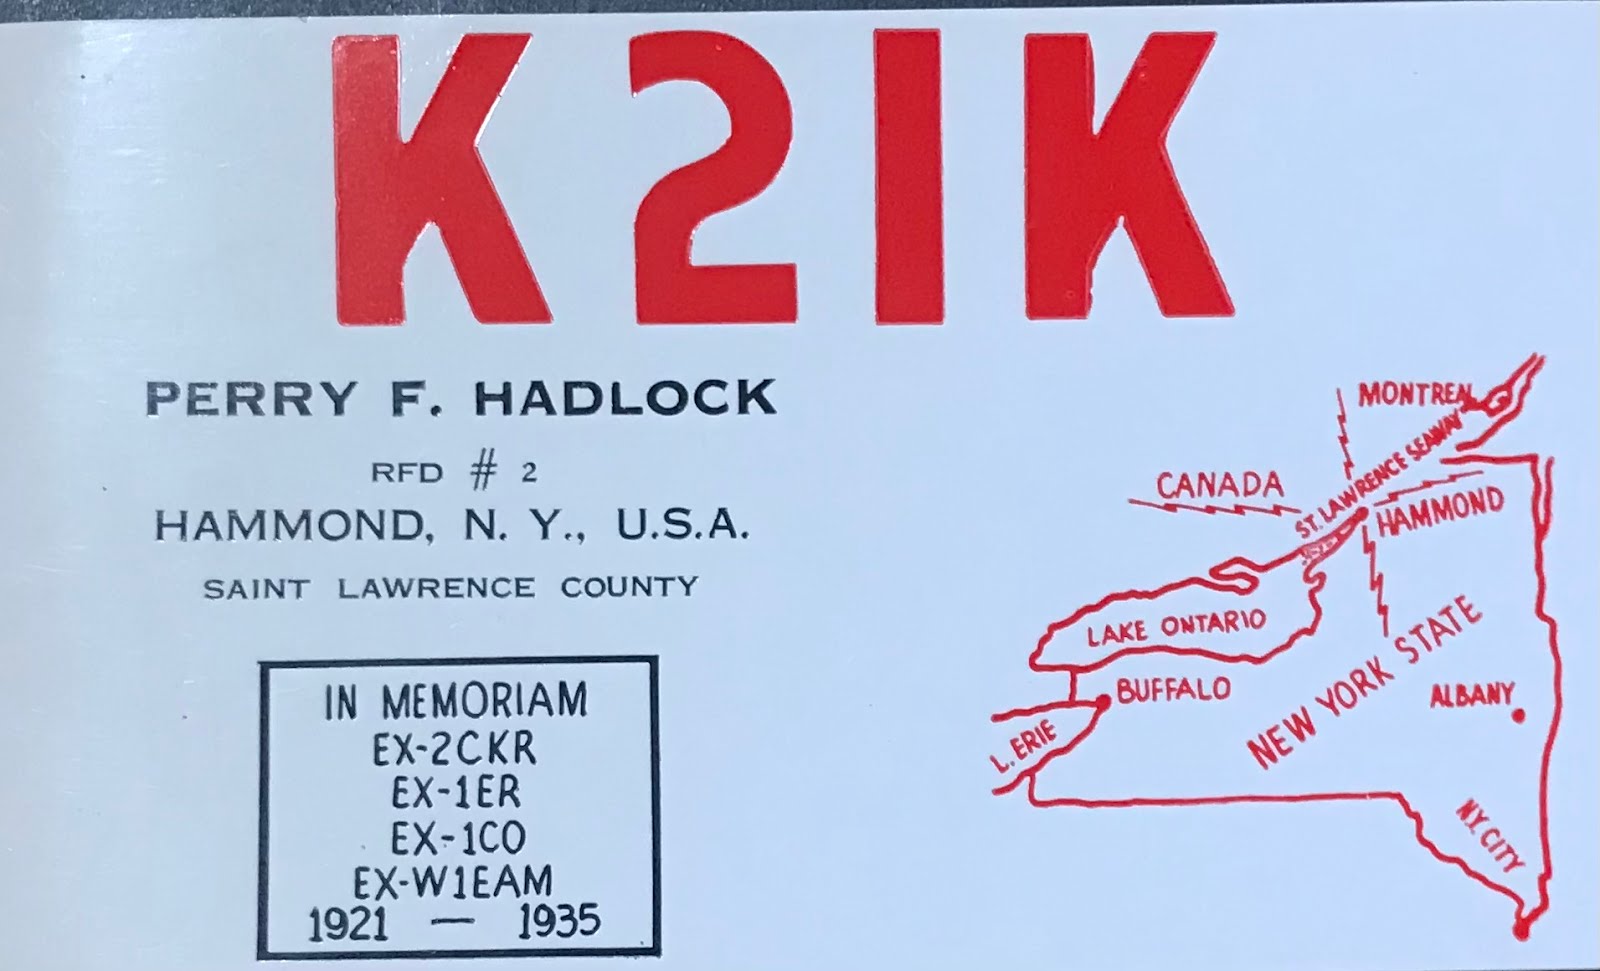 K2IK
PERRY F. HADLOCK
RFD # 2
HAMMOND, N. Y., U.S.A.
SAINT LAWRENCE COUNTY
IN MEMORIAM
EX-2CKR
EX-1ER
EX-1CO
EX-W1EAM
1921 — 1935
MONTREAL
ST. LAWRENCE SEAWAY
CANADA
HAMMOND
LAKE ONTARIO
BUFFALO
L. ERIE
NEW YORK STATE
ALBANY
N.Y. CITY